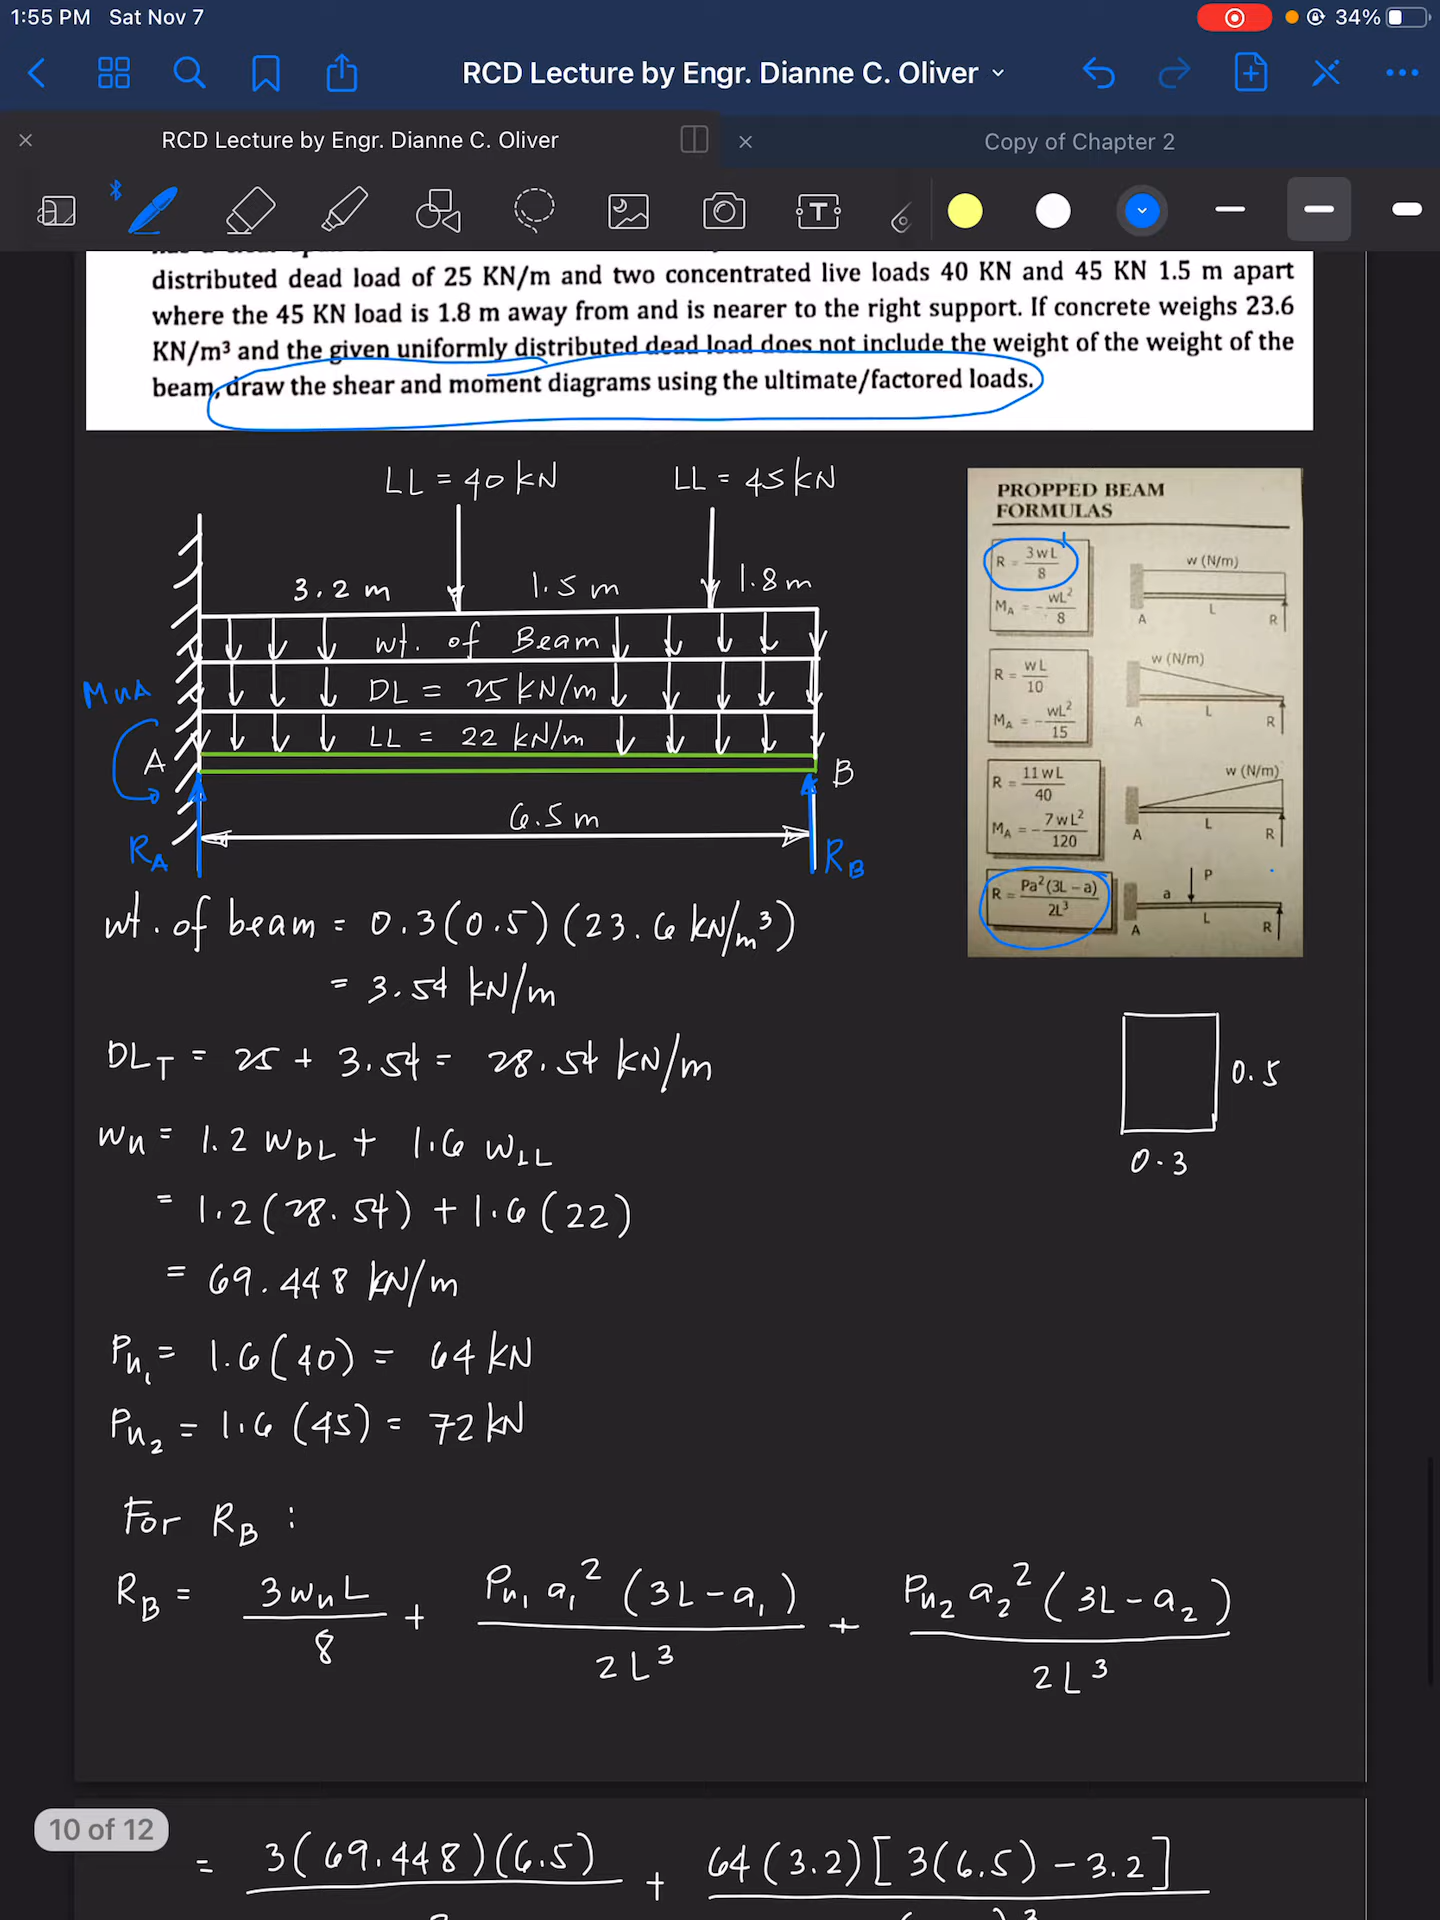 1:55 PM Sat Nov 7
34%
RCD Lecture by Engr. Dianne C. Oliver
RCD Lecture by Engr. Dianne C. Oliver
Copy of Chapter 2
distributed dead load of 25 KN/m and two concentrated live loads 40 KN and 45 KN 1.5 m apart
where the 45 KN load is 1.8 m away from and is nearer to the right support. If concrete weighs 23.6
KN/m³ and the given uniformly distributed dead load does not include the weight of the weight of the
beam, draw the shear and moment diagrams using the ultimate/factored loads.
LL = 40 kN
LL = 45 kN
3.2 m
1.5 m
1.8 m
wt. of Beam
DL = 25 kN/m
LL = 22 kN/m
MuA
A
B
6.5 m
RA
RB
PROPPED BEAM
FORMULAS
R = 3wL / 8
MA = - wL² / 8
w (N/m)
A
L
R
R = wL / 10
MA = - wL² / 15
w (N/m)
A
L
R
R = 11wL / 40
MA = - 7wL² / 120
w (N/m)
A
L
R
R = Pa²(3L - a) / 2L³
P
a
L
A
R
wt. of beam = 0.3(0.5)(23.6 kN/m³)
= 3.54 kN/m
DLT = 25 + 3.54 = 28.54 kN/m
0.5
0.3
wu = 1.2 WDL + 1.6 WLL
= 1.2(28.54) + 1.6(22)
= 69.448 kN/m
Pu1 = 1.6(40) = 64 kN
Pu2 = 1.6(45) = 72 kN
For RB :
RB = 3wuL / 8 + Pu1 a1² (3L - a1) / 2L³ + Pu2 a2² (3L - a2) / 2L³
10 of 12
= 3(69.448)(6.5) + 64(3.2)[3(6.5) - 3.2]